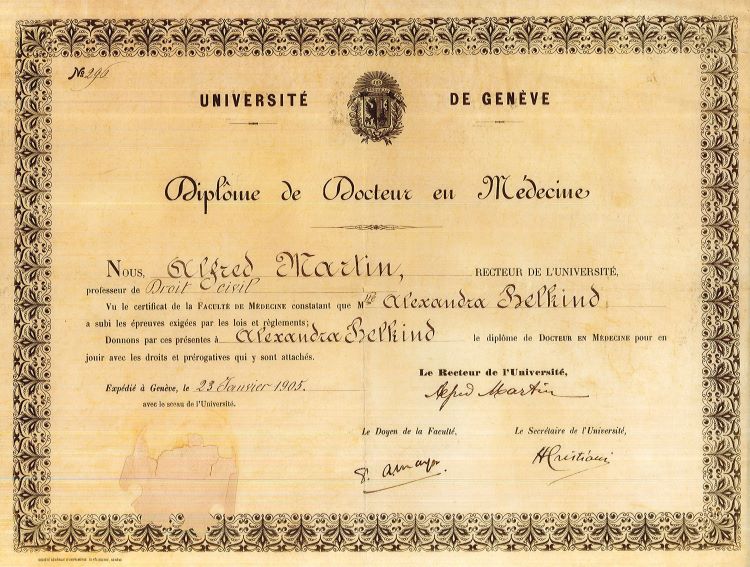 No 296
UNIVERSITÉ DE GENÈVE
Diplôme de Docteur en Médecine
NOUS, Alfred Martin, RECTEUR DE L'UNIVERSITÉ,
professeur de Droit civil
Vu le certificat de la FACULTÉ DE MÉDECINE constatant que Mlle Alexandra Belkind
a subi les épreuves exigées par les lois et règlements;
Donnons par ces présentes à Alexandra Belkind le diplôme de DOCTEUR EN MÉDECINE pour en
jouir avec les droits et prérogatives qui y sont attachés.
Expédié à Genève, le 23 Janvier 1905.
avec le sceau de l'Université.
Le Recteur de l'Université,
Alfred Martin
Le Doyen de la Faculté, Le Secrétaire de l'Université,
HCristiani